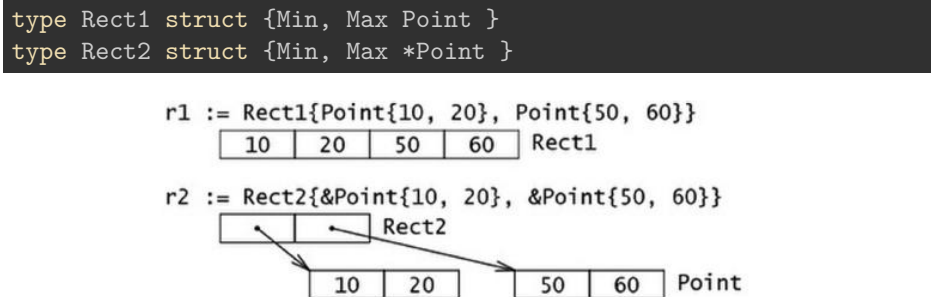 type Rect1 struct {Min, Max Point }
type Rect2 struct {Min, Max *Point }
r1 := Rect1{Point{10, 20}, Point{50, 60}}
10 20 50 60 Rect1
r2 := Rect2{&Point{10, 20}, &Point{50, 60}}
Rect2
10 20 50 60 Point